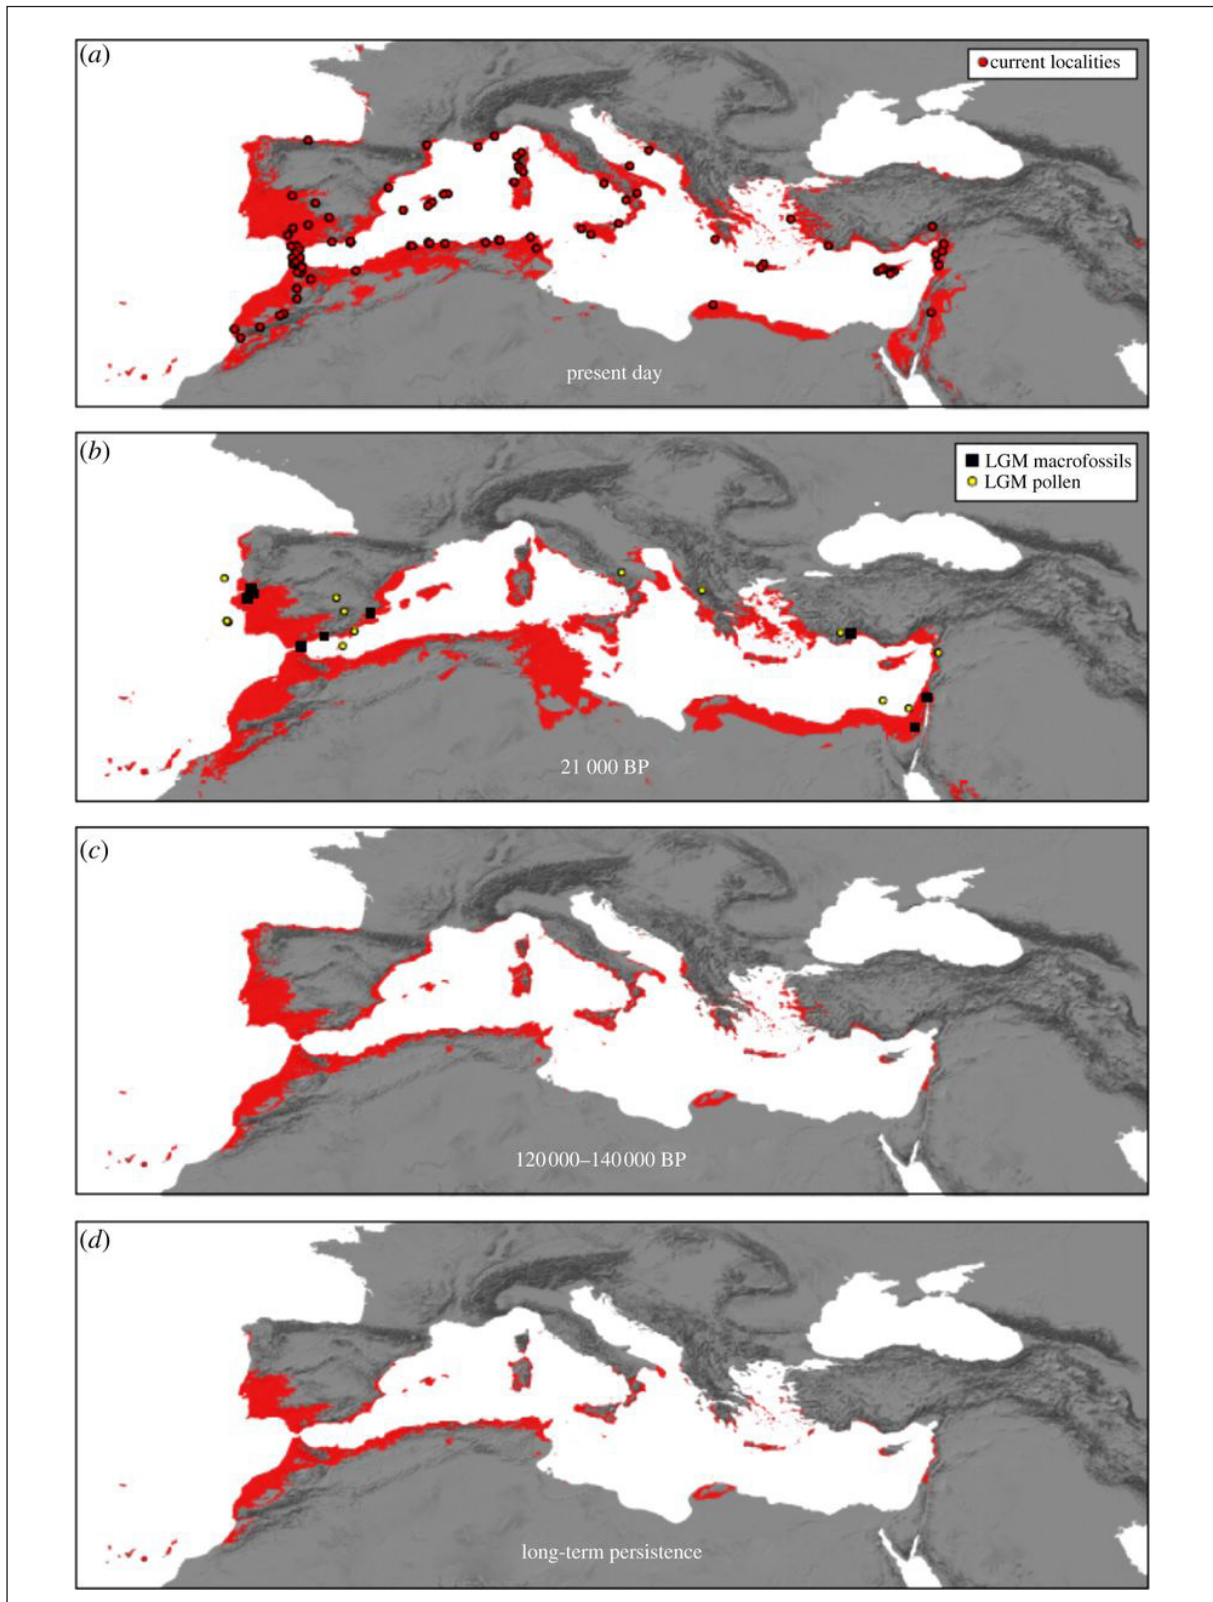 (a)
current localities
present day
(b)
LGM macrofossils
LGM pollen
21 000 BP
(c)
120 000–140 000 BP
(d)
long-term persistence